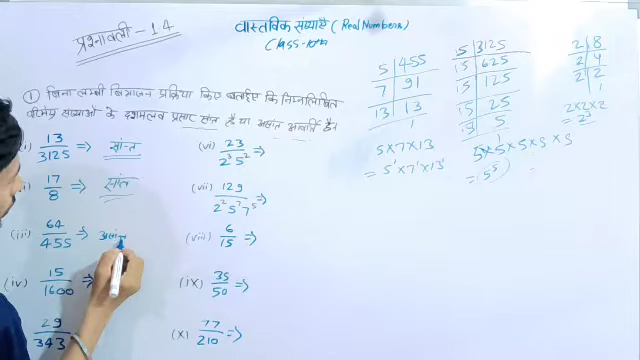 प्रश्नावली - 14
वास्तविक संख्याएँ (Real Numbers)
Class-10th
① बिना लम्बी विभाजन प्रक्रिया किए बताइए कि निम्नलिखित
परिमेय संख्याओं के दशमलव प्रसार सांत हैं या असांत आवर्ती हैं।
(i) 13/3125 ⇒ सांत
(ii) 17/8 ⇒ सांत
(iii) 64/455 ⇒ असांत
(iv) 15/1600 ⇒
29/343
(vi) 23/2³5² ⇒
(vii) 129/2²5⁷7⁵ ⇒
(viii) 6/15 ⇒
(ix) 35/50 ⇒
(x) 77/210 ⇒
5 | 455
7 | 91
13 | 13
1
5×7×13
= 5¹×7¹×13¹
5 | 3125
5 | 625
5 | 125
5 | 25
5 | 5
1
5×5×5×5×5
= 5⁵
2 | 8
2 | 4
2 | 2
1
2×2×2
= 2³